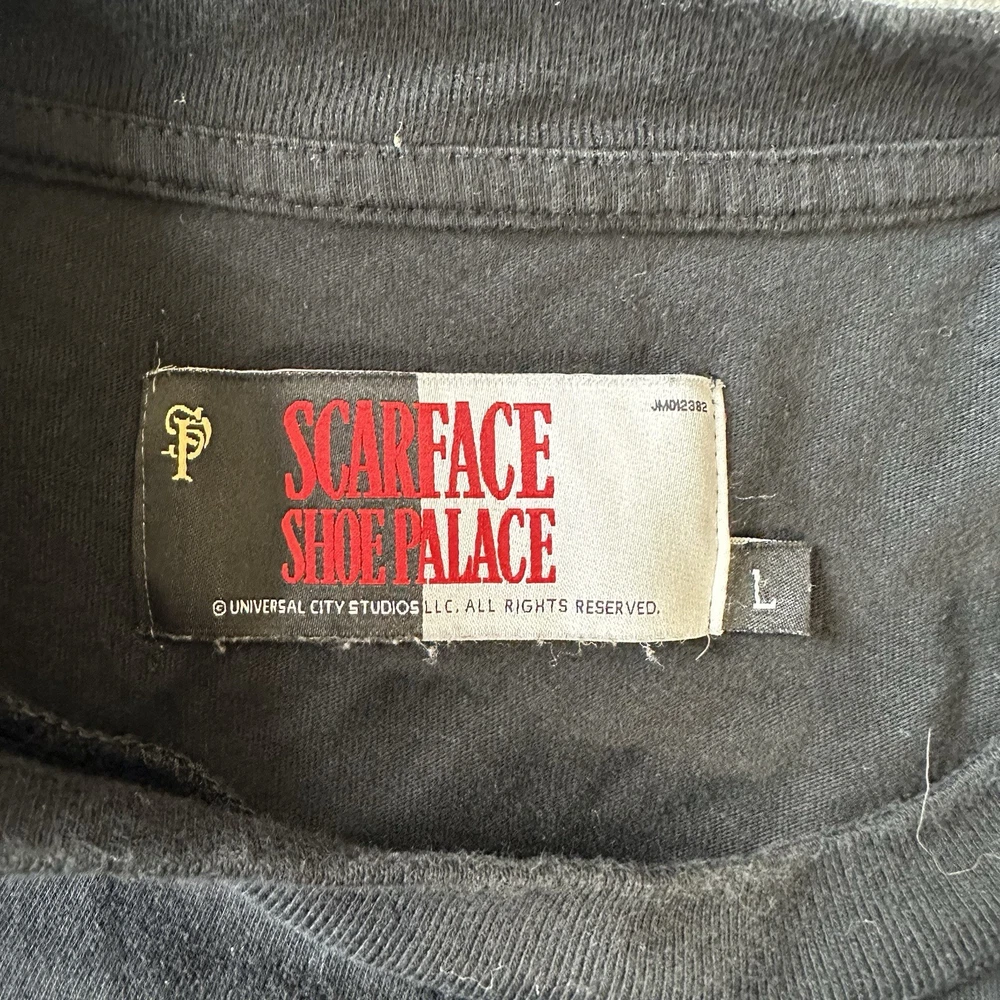 SP
JMD12382
SCARFACE
SHOE PALACE
© UNIVERSAL CITY STUDIOS LLC. ALL RIGHTS RESERVED.
L